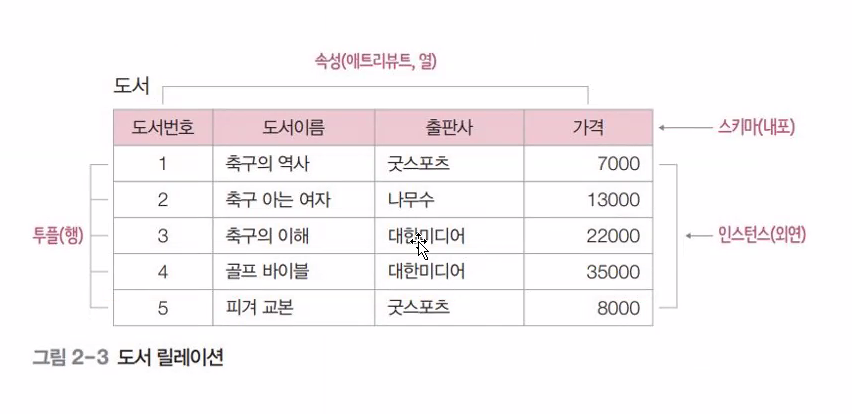 속성(애트리뷰트, 열)
도서
도서번호 도서이름 출판사 가격
스키마(내포)
1 축구의 역사 굿스포츠 7000
2 축구 아는 여자 나무수 13000
투플(행)
3 축구의 이해 대한미디어 22000
인스턴스(외연)
4 골프 바이블 대한미디어 35000
5 피겨 교본 굿스포츠 8000
그림 2-3 도서 릴레이션